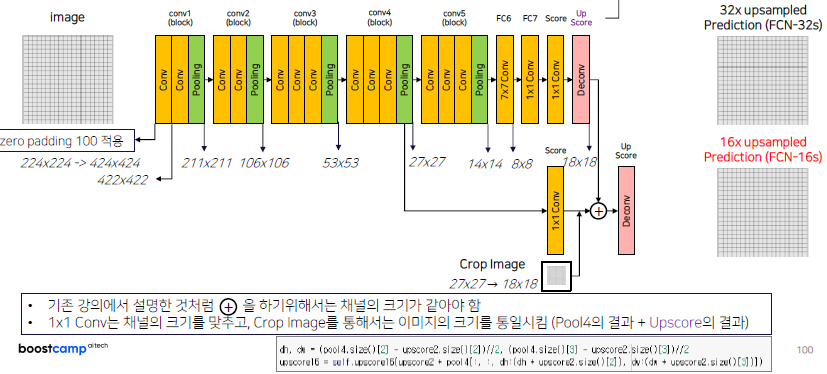 image
conv1
(block)
conv2
(block)
conv3
(block)
conv4
(block)
conv5
(block)
FC6
FC7
Score
Up
Score
32x upsampled
Prediction (FCN-32s)
Conv
Conv
Pooling
Conv
Conv
Pooling
Conv
Conv
Conv
Pooling
Conv
Conv
Conv
Pooling
Conv
Conv
Conv
Pooling
7x7 Conv
1x1 Conv
1x1 Conv
Deconv
zero padding 100 적용
224x224 -> 424x424
422x422
211x211
106x106
53x53
27x27
14x14
8x8
18x18
16x upsampled
Prediction (FCN-16s)
Score
Up
Score
1x1 Conv
+
Deconv
Crop Image
27x27→ 18x18
• 기존 강의에서 설명한 것처럼 + 을 하기위해서는 채널의 크기가 같아야 함
• 1x1 Conv는 채널의 크기를 맞추고, Crop Image를 통해서는 이미지의 크기를 통일시킴 (Pool4의 결과 + Upscore의 결과)
boostcamp aitech
dh, dw = (pool4.size()[2] - upscore2.size()[2])//2, (pool4.size()[3] - upscore2.size()[3])//2
upscore16 = self.upscore16(upscore2 + pool4[:, :, dh:(dh + upscore2.size()[2]), dw:(dw + upscore2.size()[3])])
100